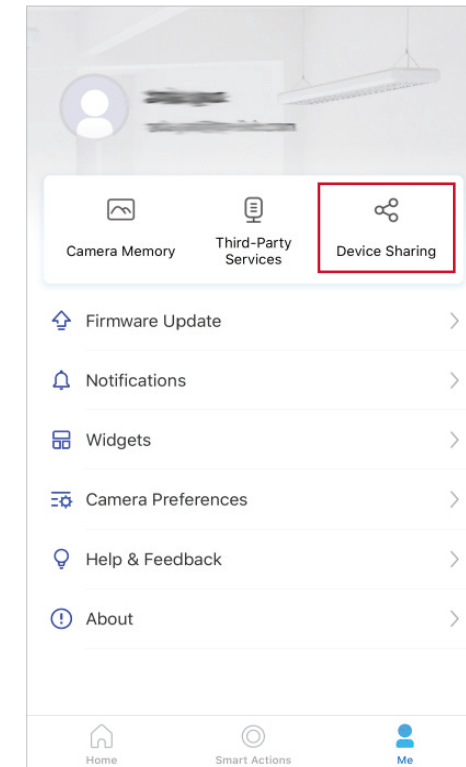 Camera Memory
Third-Party
Services
Device Sharing
Firmware Update
Notifications
Widgets
Camera Preferences
Help & Feedback
About
Home
Smart Actions
Me